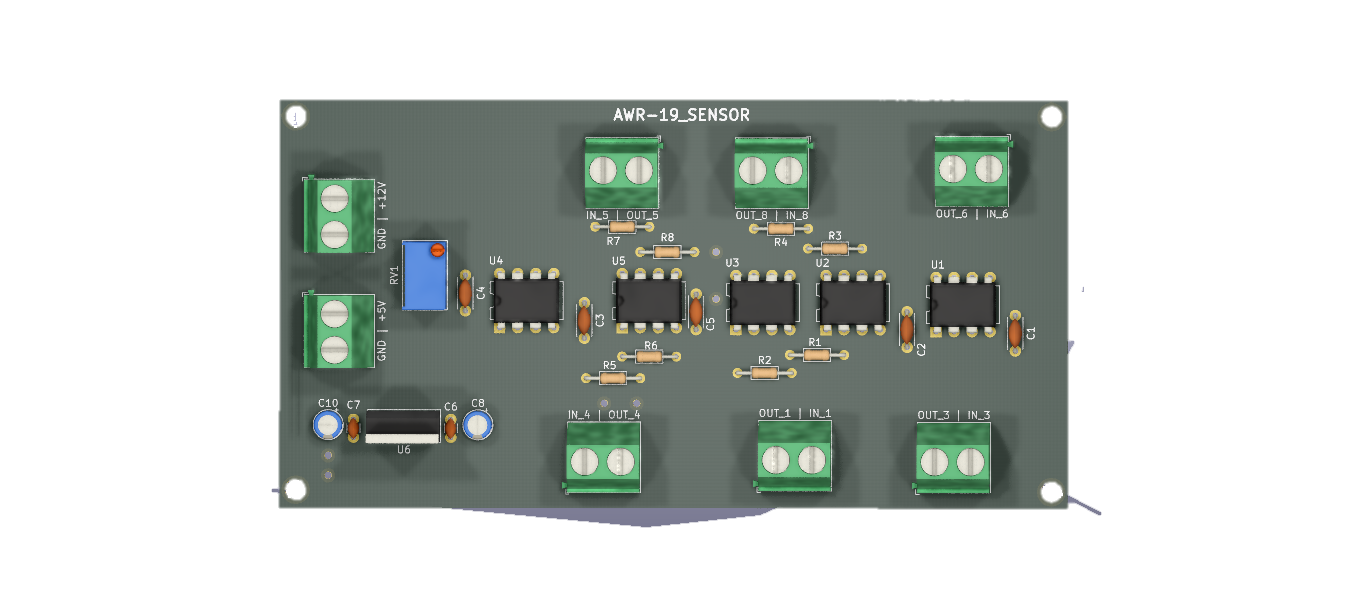 AWR-19_SENSOR
GND | +12V
IN_5 | OUT_5
OUT_8 | IN_8
OUT_6 | IN_6
R7
R8
R4
R3
RV1
U4
U5
U3
U2
U1
C4
C3
C5
C2
C1
GND | +5V
R6
R1
R5
R2
C10
C7
C6
C8
U6
IN_4 | OUT_4
OUT_1 | IN_1
OUT_3 | IN_3